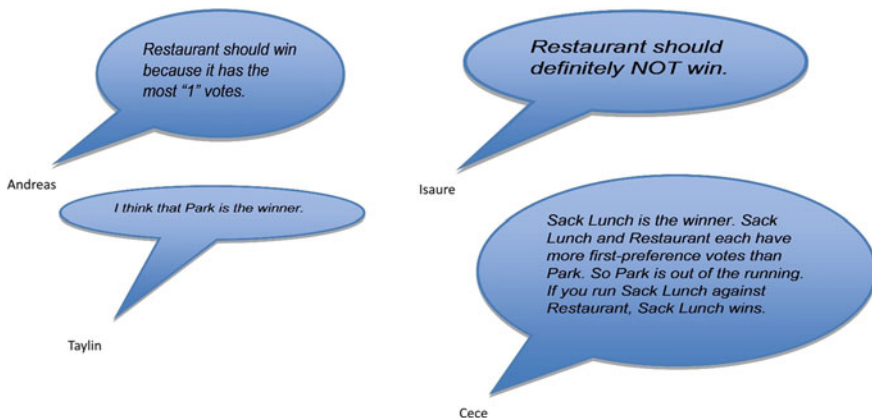 Restaurant should win
because it has the
most “1” votes.
Andreas
Restaurant should
definitely NOT win.
Isaure
I think that Park is the winner.
Taylin
Sack Lunch is the winner. Sack
Lunch and Restaurant each have
more first-preference votes than
Park. So Park is out of the running.
If you run Sack Lunch against
Restaurant, Sack Lunch wins.
Cece